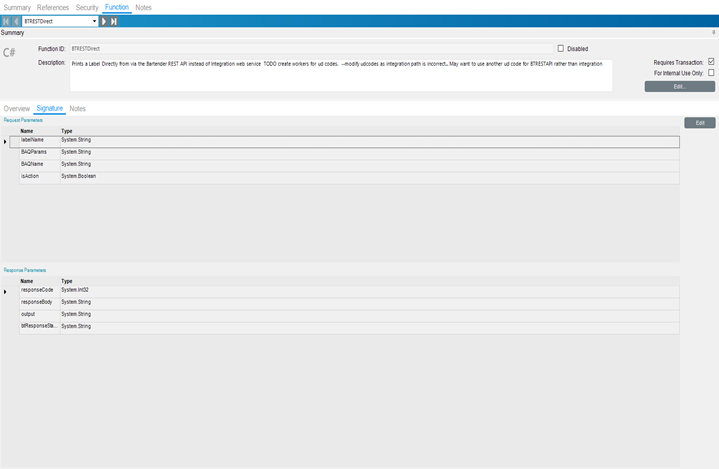 Summary References Security Function Notes
BTRESTDirect
Summary
C#
Function ID: BTRESTDirect Disabled
Description: Prints a Label Directly from via the Bartender REST API instead of Integration web service TODO create workers for ud codes. --modify udcodes as integration path is incorrect. May want to use another ud code for BTRESTAPI rather than integration
Requires Transaction:
For Internal Use Only:
Edit...
Overview Signature Notes
Request Parameters
Edit
Name Type
labelName System.String
BAQParams System.String
BAQName System.String
isAction System.Boolean
Response Parameters
Name Type
responseCode System.Int32
responseBody System.String
output System.String
btResponseSta... System.String